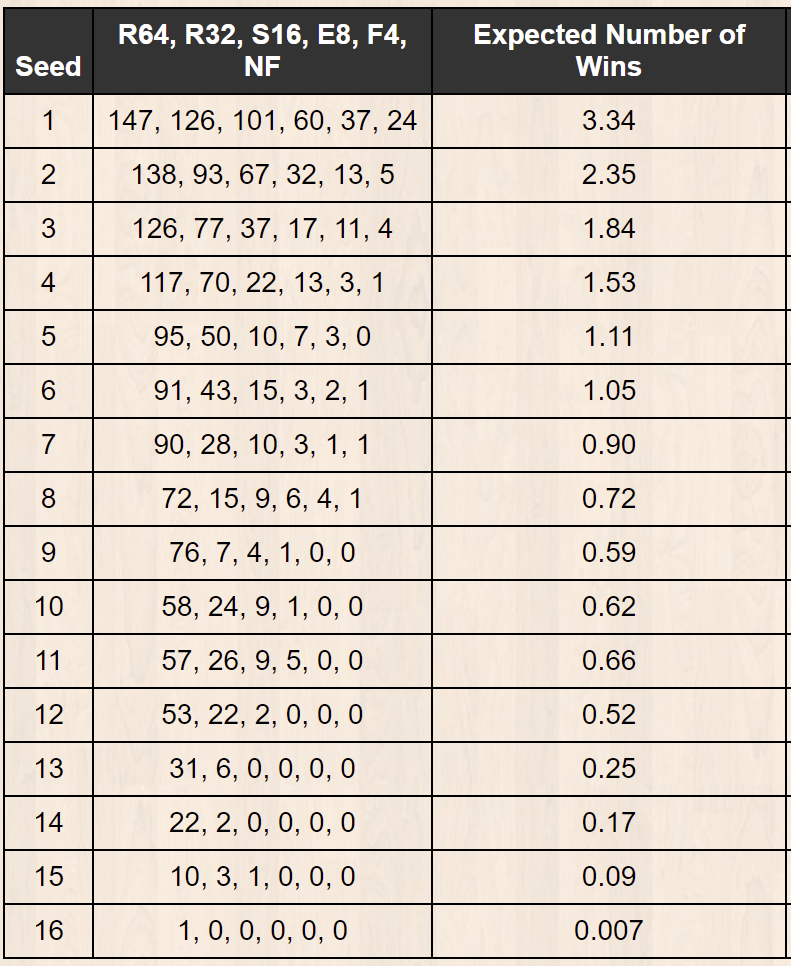 Seed R64, R32, S16, E8, F4, NF Expected Number of Wins
1 147, 126, 101, 60, 37, 24 3.34
2 138, 93, 67, 32, 13, 5 2.35
3 126, 77, 37, 17, 11, 4 1.84
4 117, 70, 22, 13, 3, 1 1.53
5 95, 50, 10, 7, 3, 0 1.11
6 91, 43, 15, 3, 2, 1 1.05
7 90, 28, 10, 3, 1, 1 0.90
8 72, 15, 9, 6, 4, 1 0.72
9 76, 7, 4, 1, 0, 0 0.59
10 58, 24, 9, 1, 0, 0 0.62
11 57, 26, 9, 5, 0, 0 0.66
12 53, 22, 2, 0, 0, 0 0.52
13 31, 6, 0, 0, 0, 0 0.25
14 22, 2, 0, 0, 0, 0 0.17
15 10, 3, 1, 0, 0, 0 0.09
16 1, 0, 0, 0, 0, 0 0.007